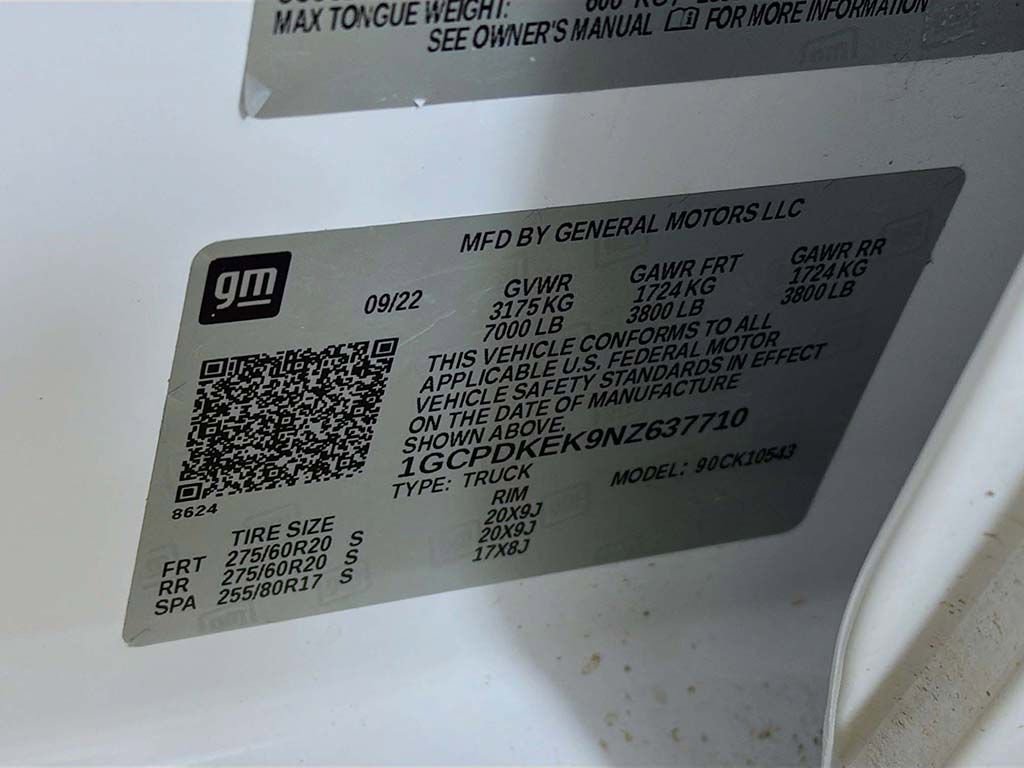 MAX TONGUE WEIGHT:
SEE OWNER'S MANUAL FOR MORE INFORMATION
gm
MFD BY GENERAL MOTORS LLC
09/22
GVWR GAWR FRT GAWR RR
3175 KG 1724 KG 1724 KG
7000 LB 3800 LB 3800 LB
THIS VEHICLE CONFORMS TO ALL
APPLICABLE U.S. FEDERAL MOTOR
VEHICLE SAFETY STANDARDS IN EFFECT
ON THE DATE OF MANUFACTURE
SHOWN ABOVE.
1GCPDKEK9NZ637710
TYPE: TRUCK MODEL: 90CK10543
8624
TIRE SIZE RIM
FRT 275/60R20 S 20X9J
RR 275/60R20 S 20X9J
SPA 255/80R17 S 17X8J